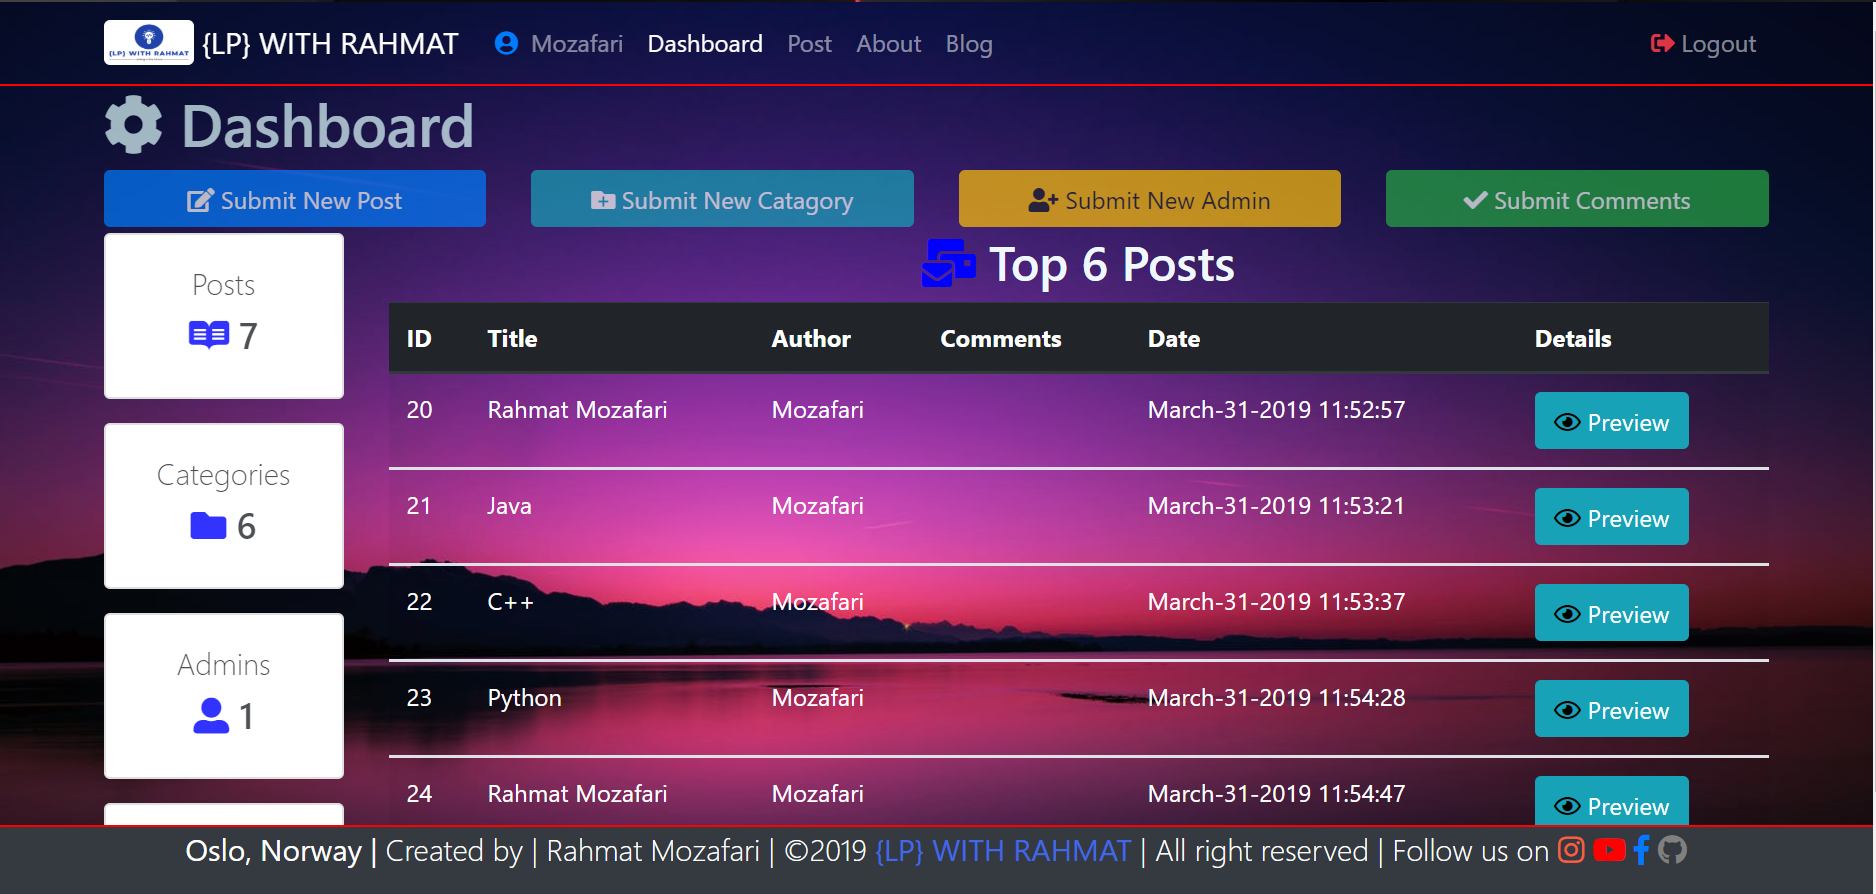 {LP} WITH RAHMAT
{LP} WITH RAHMAT Mozafari Dashboard Post About Blog Logout
Dashboard
Submit New Post Submit New Catagory Submit New Admin Submit Comments
Posts
7
Categories
6
Admins
1
Top 6 Posts
ID Title Author Comments Date Details
20 Rahmat Mozafari Mozafari March-31-2019 11:52:57 Preview
21 Java Mozafari March-31-2019 11:53:21 Preview
22 C++ Mozafari March-31-2019 11:53:37 Preview
23 Python Mozafari March-31-2019 11:54:28 Preview
24 Rahmat Mozafari Mozafari March-31-2019 11:54:47 Preview
Oslo, Norway | Created by | Rahmat Mozafari | ©2019 {LP} WITH RAHMAT | All right reserved | Follow us on